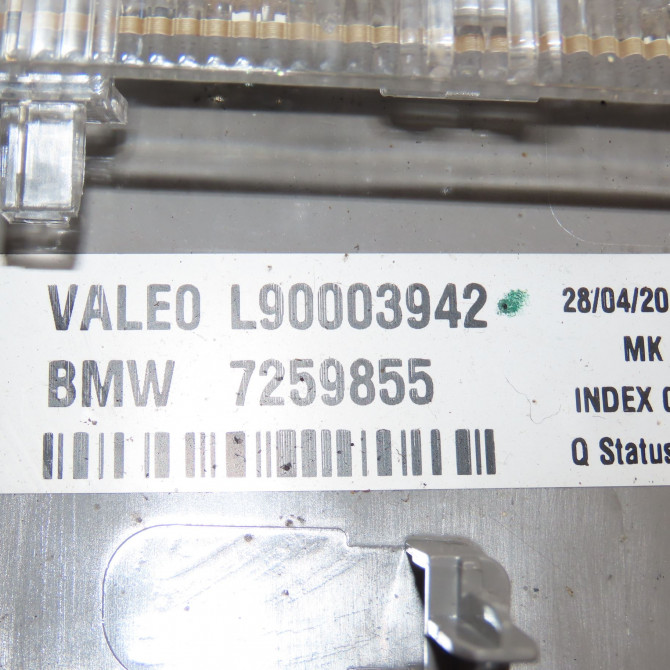 VALEO L90003942
BMW 7259855
28/04/20
MK
INDEX
Q Status